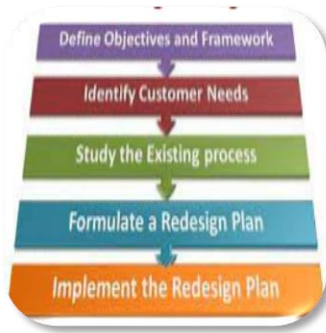 Define Objectives and Framework
Identify Customer Needs
Study the Existing process
Formulate a Redesign Plan
Implement the Redesign Plan